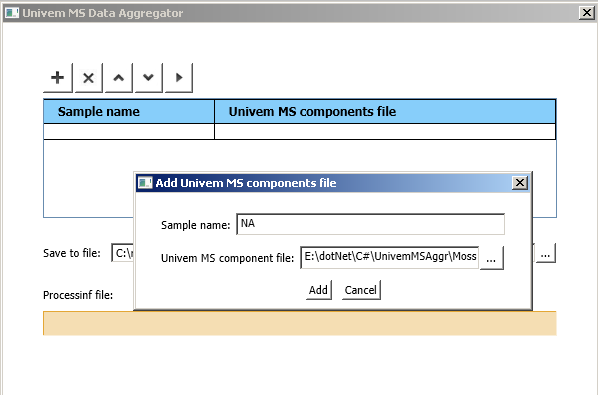 Univem MS Data Aggregator
Sample name Univem MS components file
Add Univem MS components file
Sample name: NA
Univem MS component file: E:\dotNet\C#\UnivemMSAggr\Moss ...
Save to file: C:\ ...
Add Cancel
Processinf file: